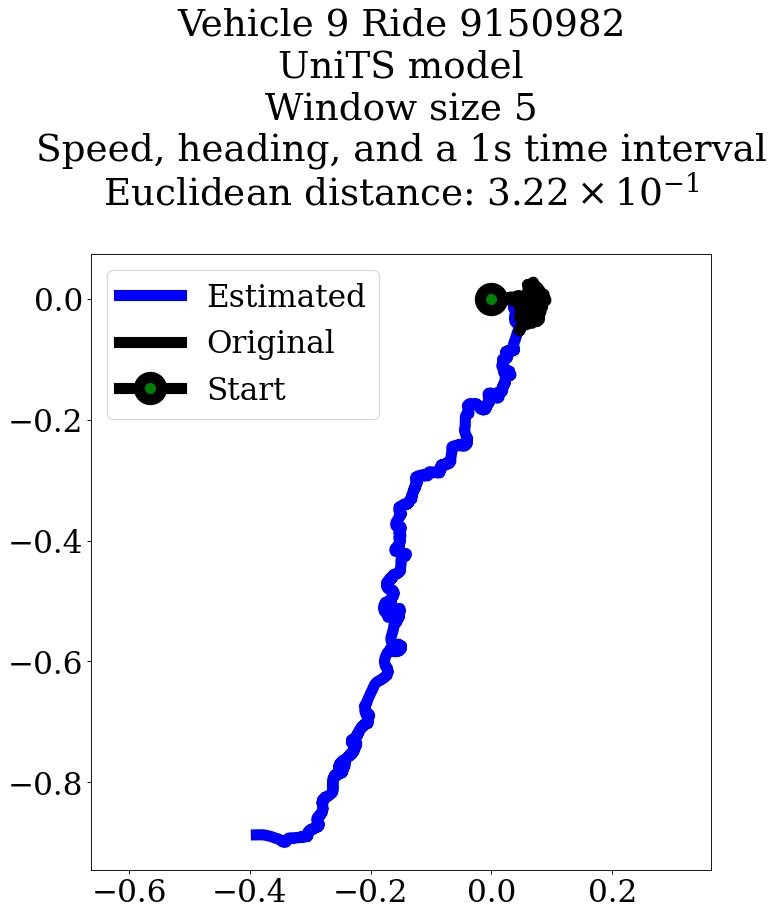 Vehicle 9 Ride 9150982
UniTS model
Window size 5
Speed, heading, and a 1s time interval
Euclidean distance: 3.22 × 10⁻¹
Estimated
Original
Start
0.0
−0.2
−0.4
−0.6
−0.8
−0.6 −0.4 −0.2 0.0 0.2